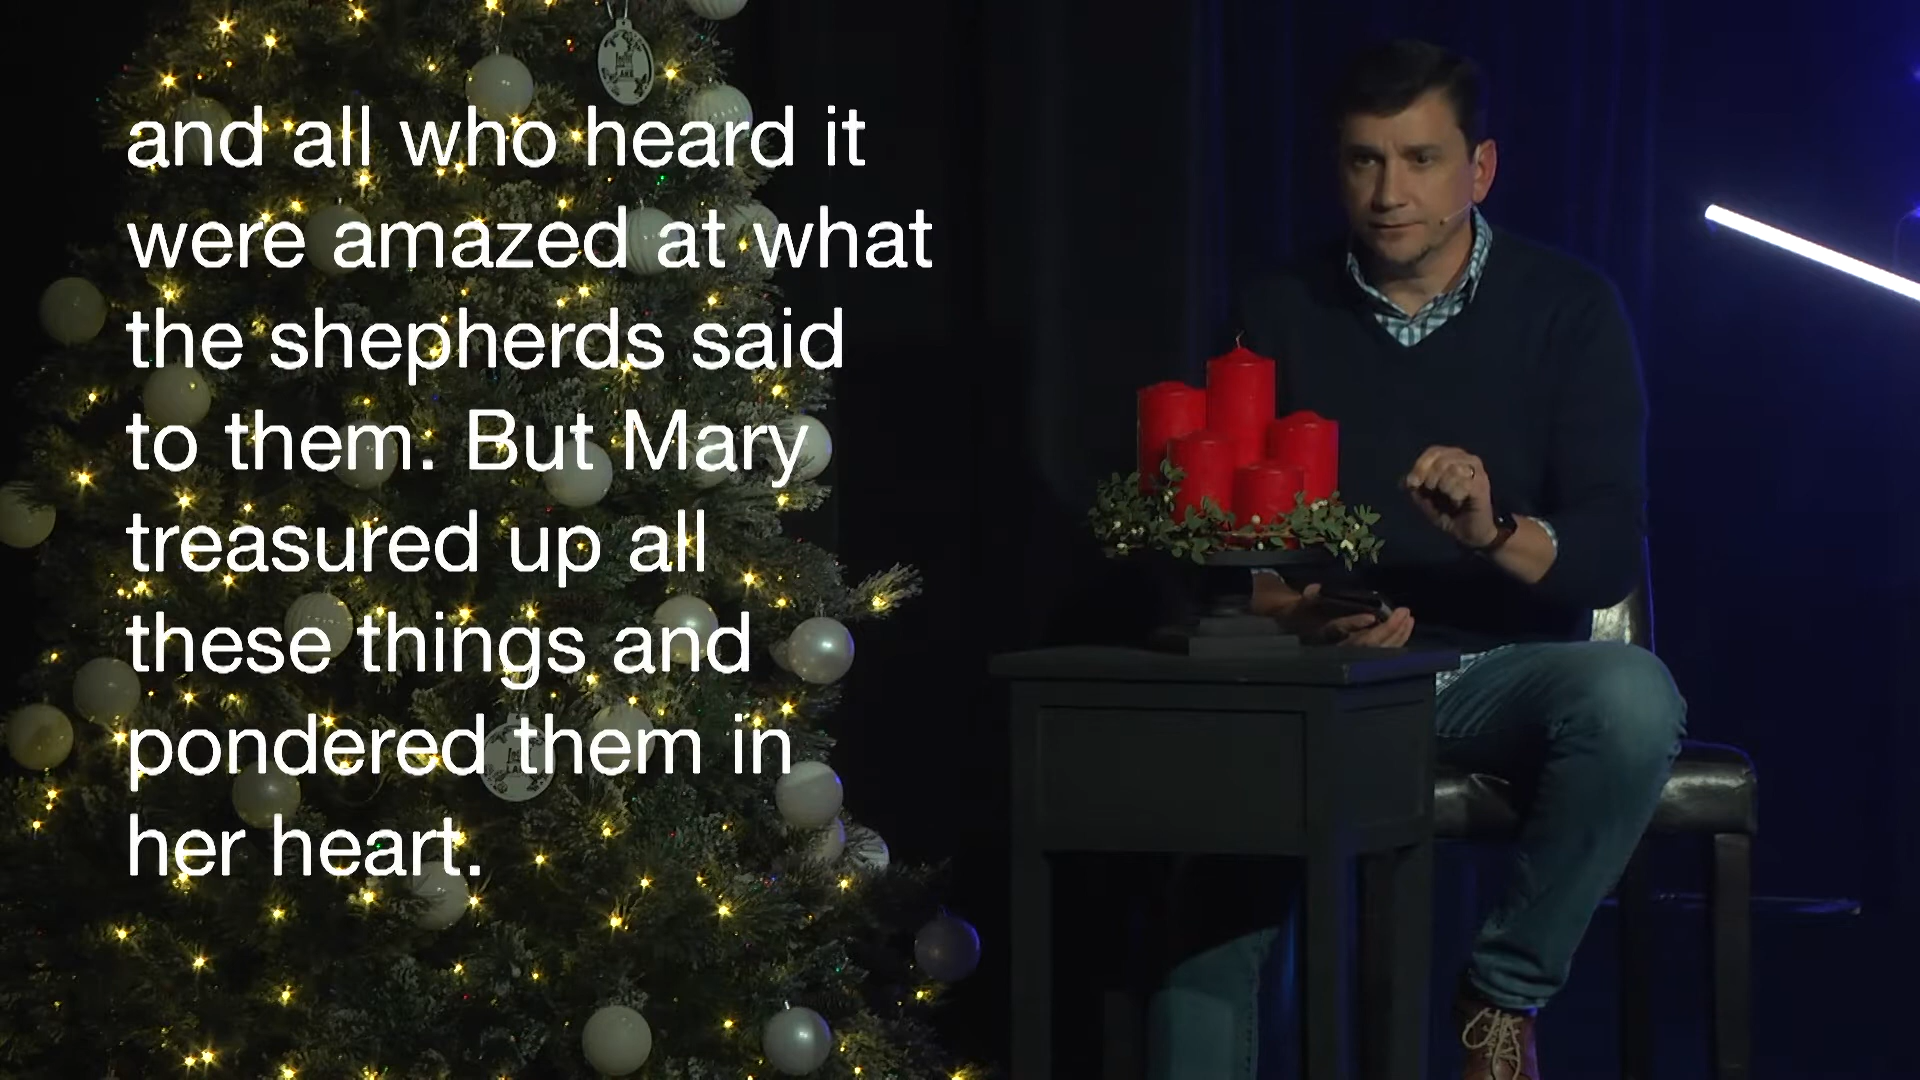 and all who heard it
were amazed at what
the shepherds said
to them. But Mary
treasured up all
these things and
pondered them in
her heart.